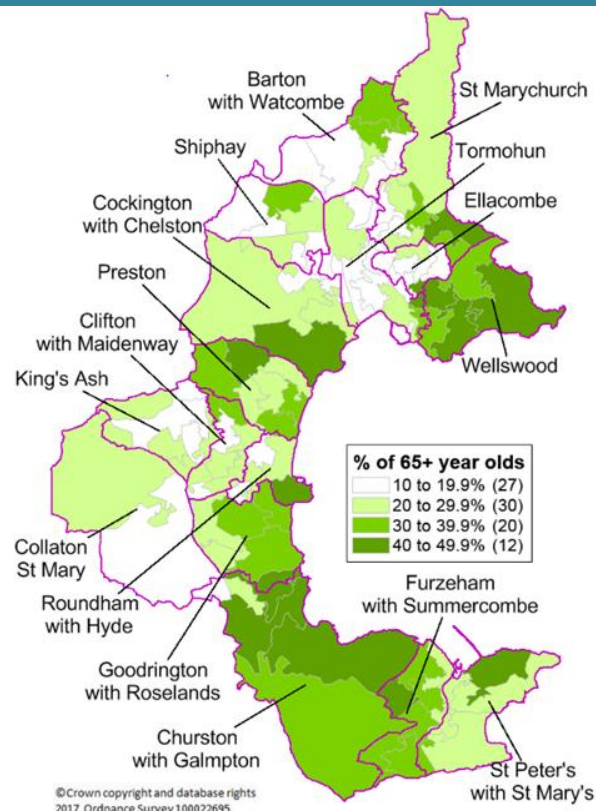 Barton
with Watcombe
St Marychurch
Shiphay
Tormohun
Cockington
with Chelston
Ellacombe
Preston
Clifton
with Maidenway
Wellswood
King's Ash
% of 65+ year olds
10 to 19.9% (27)
20 to 29.9% (30)
30 to 39.9% (20)
40 to 49.9% (12)
Collaton
St Mary
Furzeham
with Summercombe
Roundham
with Hyde
Goodrington
with Roselands
Churston
with Galmpton
St Peter's
with St Mary's
©Crown copyright and database rights
2017 Ordnance Survey 100022695